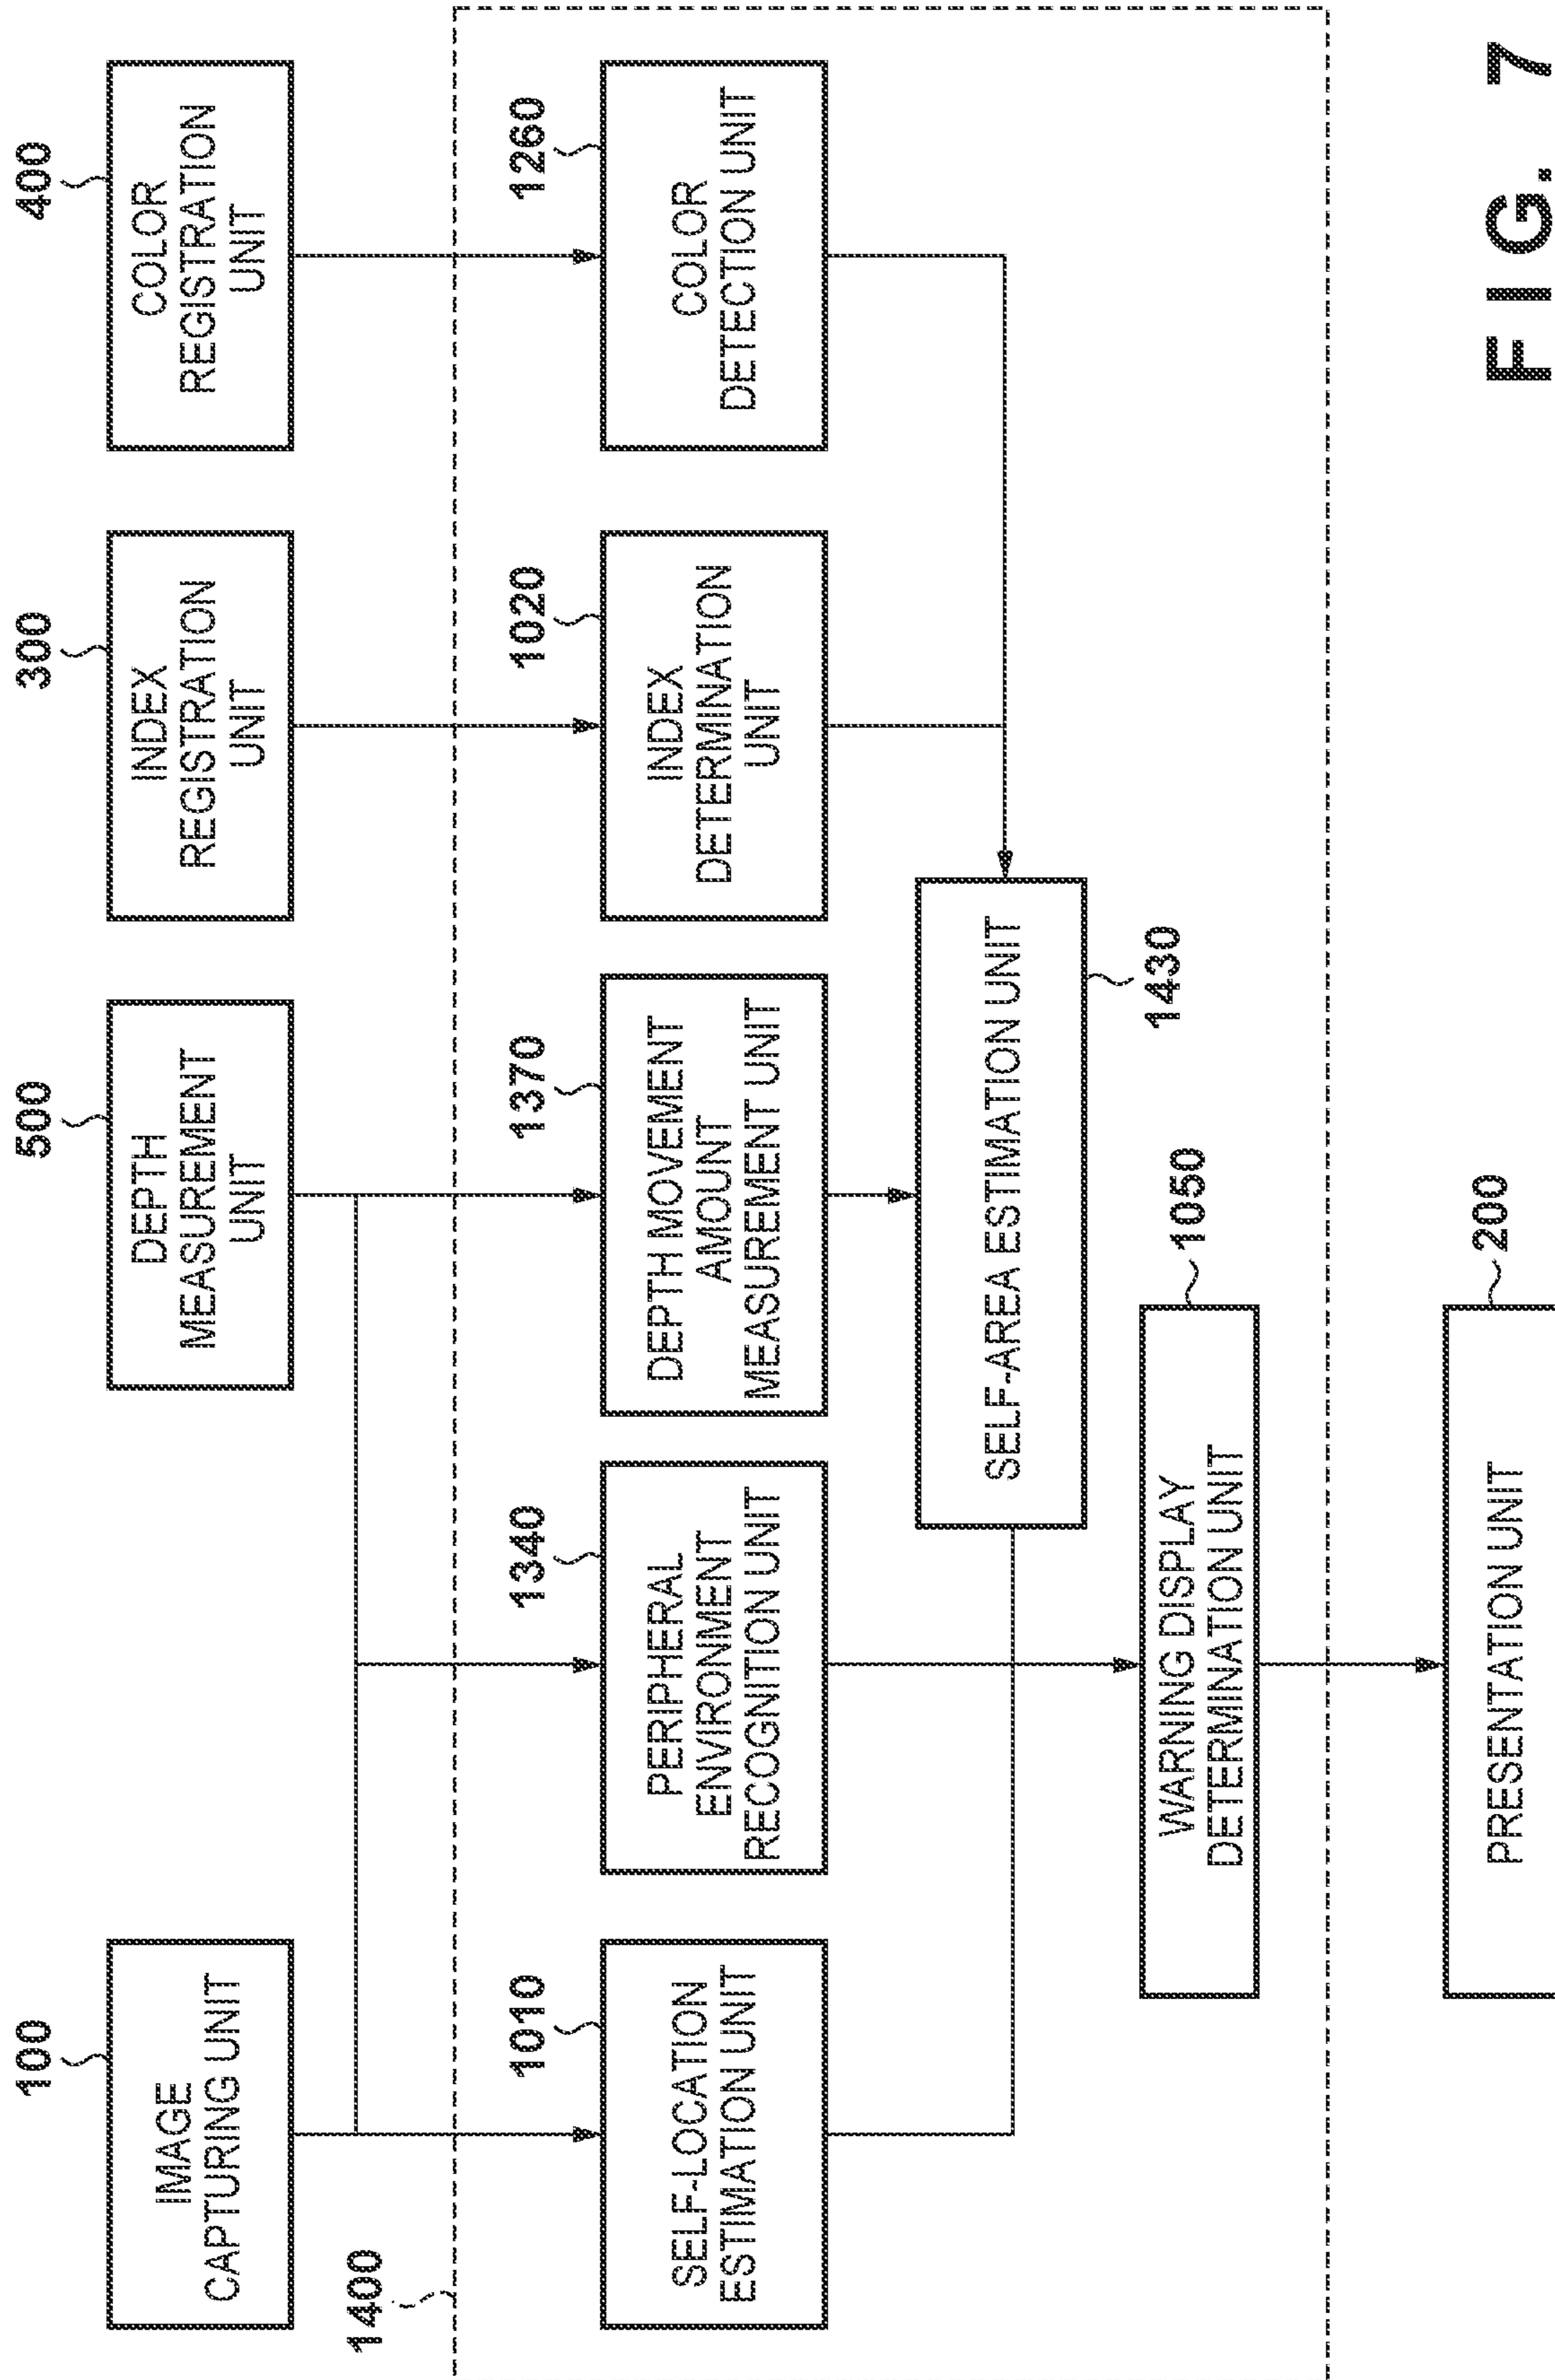 100
IMAGE
CAPTURING UNIT
500
DEPTH
MEASUREMENT
UNIT
300
INDEX
REGISTRATION
UNIT
400
COLOR
REGISTRATION
UNIT
1400
1010
SELF-LOCATION
ESTIMATION UNIT
1340
PERIPHERAL
ENVIRONMENT
RECOGNITION UNIT
1370
DEPTH MOVEMENT
AMOUNT
MEASUREMENT UNIT
1020
INDEX
DETERMINATION
UNIT
1260
COLOR
DETECTION UNIT
SELF-AREA ESTIMATION UNIT
1430
WARNING DISPLAY
DETERMINATION UNIT
1050
PRESENTATION UNIT
200
FIG. 7